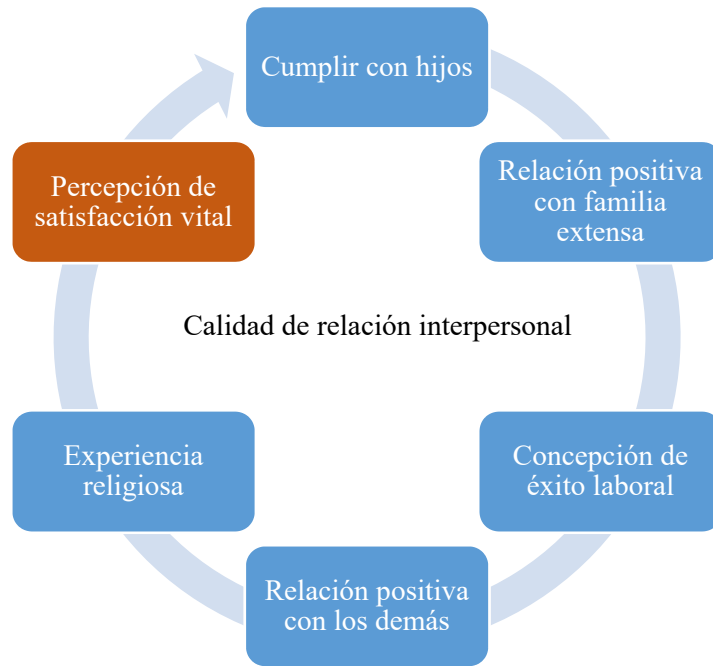 Cumplir con hijos
Relación positiva
con familia
extensa
Percepción de
satisfacción vital
Calidad de relación interpersonal
Concepción de
éxito laboral
Experiencia
religiosa
Relación positiva
con los demás